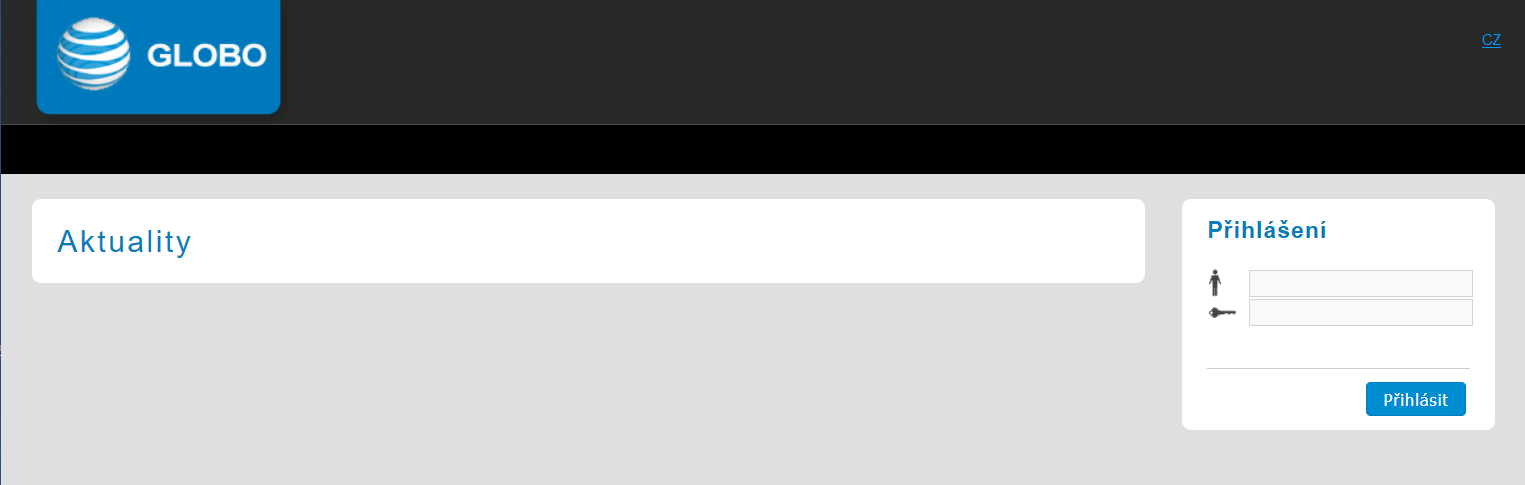 GLOBO
CZ
Aktuality
Přihlášení
Přihlásit